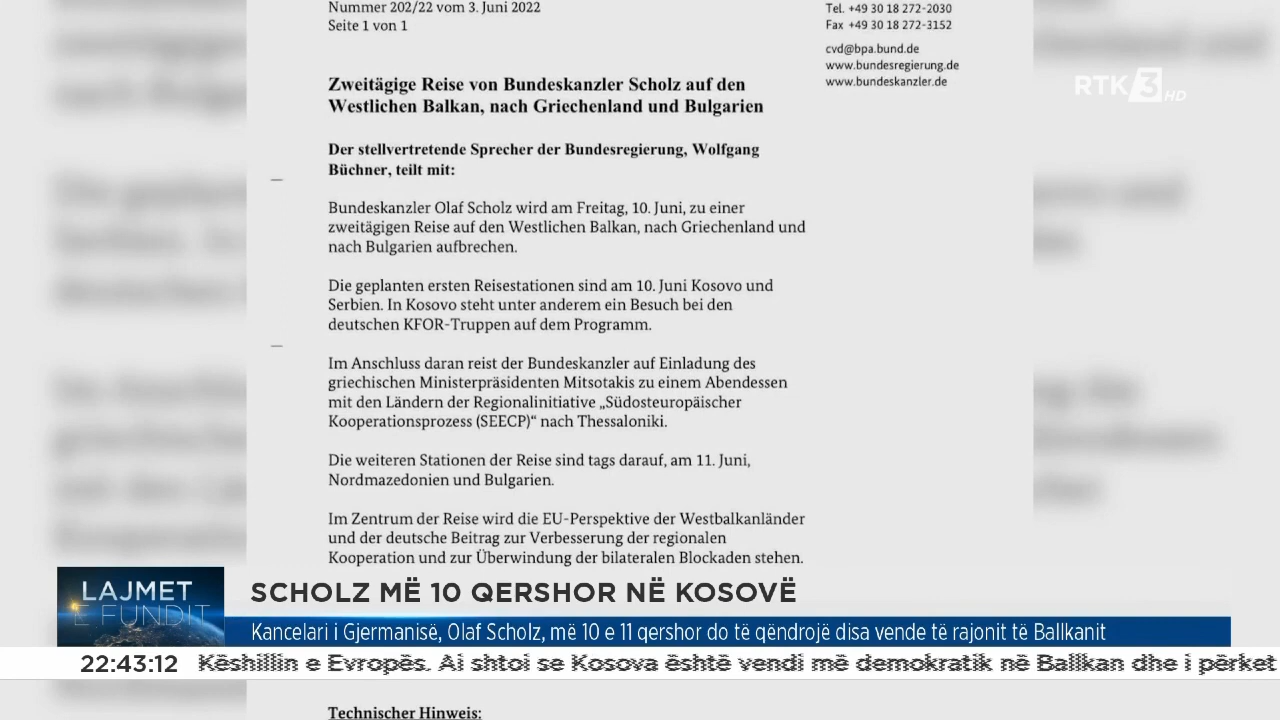 Nummer 202/22 vom 3. Juni 2022
Seite 1 von 1
Tel. +49 30 18 272-2030
Fax +49 30 18 272-3152
cvd@bpa.bund.de
www.bundesregierung.de
www.bundeskanzler.de
RTK 3 HD
Zweitägige Reise von Bundeskanzler Scholz auf den
Westlichen Balkan, nach Griechenland und Bulgarien
Der stellvertretende Sprecher der Bundesregierung, Wolfgang
Büchner, teilt mit:
Bundeskanzler Olaf Scholz wird am Freitag, 10. Juni, zu einer
zweitägigen Reise auf den Westlichen Balkan, nach Griechenland und
nach Bulgarien aufbrechen.
Die geplanten ersten Reisestationen sind am 10. Juni Kosovo und
Serbien. In Kosovo steht unter anderem ein Besuch bei den
deutschen KFOR-Truppen auf dem Programm.
Im Anschluss daran reist der Bundeskanzler auf Einladung des
griechischen Ministerpräsidenten Mitsotakis zu einem Abendessen
mit den Ländern der Regionalinitiative „Südosteuropäischer
Kooperationsprozess (SEECP)“ nach Thessaloniki.
Die weiteren Stationen der Reise sind tags darauf, am 11. Juni,
Nordmazedonien und Bulgarien.
Im Zentrum der Reise wird die EU-Perspektive der Westbalkanländer
und der deutsche Beitrag zur Verbesserung der regionalen
Kooperation und zur Überwindung der bilateralen Blockaden stehen.
LAJMET
E FUNDIT
SCHOLZ MË 10 QERSHOR NË KOSOVË
Kancelari i Gjermanisë, Olaf Scholz, më 10 e 11 qershor do të qëndrojë disa vende të rajonit të Ballkanit
22:43:12 Këshillin e Evropës. Ai shtoi se Kosova është vendi më demokratik në Ballkan dhe i përket
Technischer Hinweis: